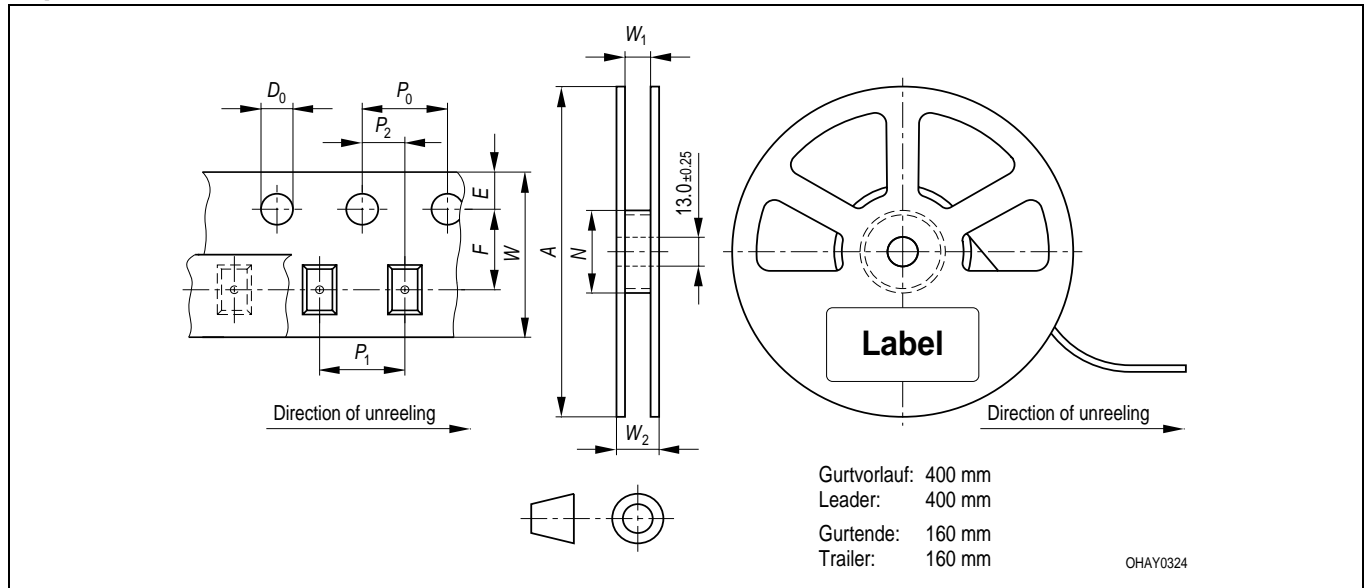 W1
D0
P0
P2
E
F
W
A
N
13.0 ±0.25
P1
Label
Direction of unreeling
W2
Direction of unreeling
Gurtvorlauf: 400 mm
Leader: 400 mm
Gurtende: 160 mm
Trailer: 160 mm
OHAY0324